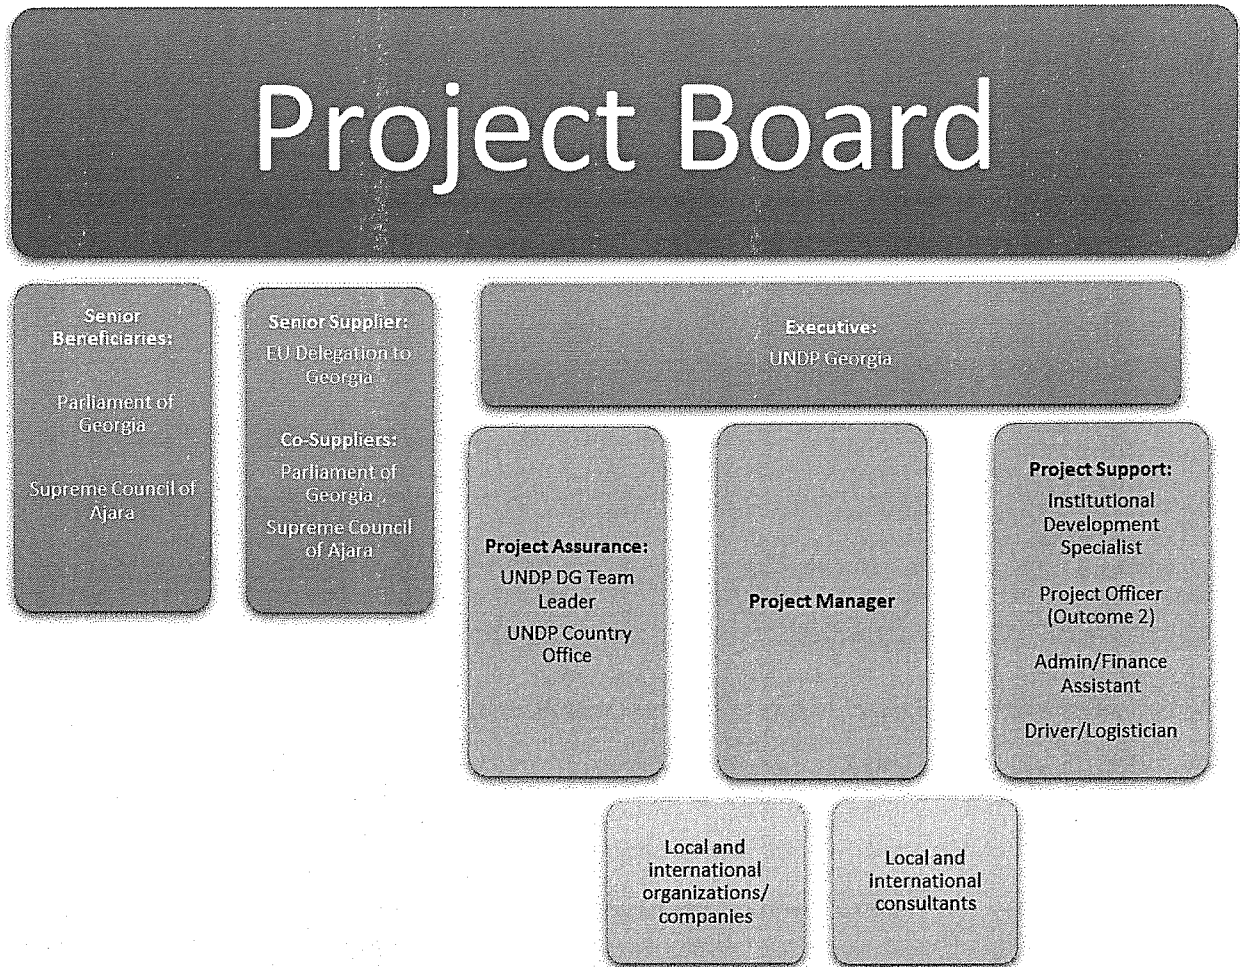 Project Board
Senior
Beneficiaries:
Parliament of
Georgia
Supreme Council of
Ajara
Senior Supplier:
EU Delegation to
Georgia
Co-Suppliers:
Parliament of
Georgia
Supreme Council
of Ajara
Executive:
UNDP Georgia
Project Assurance:
UNDP DG Team
Leader
UNDP Country
Office
Project Manager
Project Support:
Institutional
Development
Specialist
Project Officer
(Outcome 2)
Admin/Finance
Assistant
Driver/Logistician
Local and
international
organizations/
companies
Local and
international
consultants